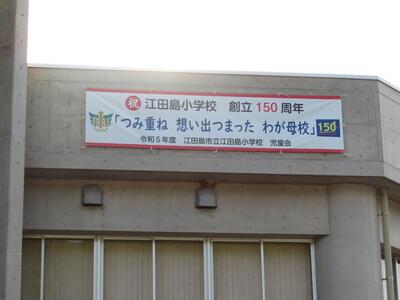 祝 江田島小学校 創立150周年
「つみ重ね 想い出つまった わが母校」
150
令和5年度 江田島市立江田島小学校 児童会